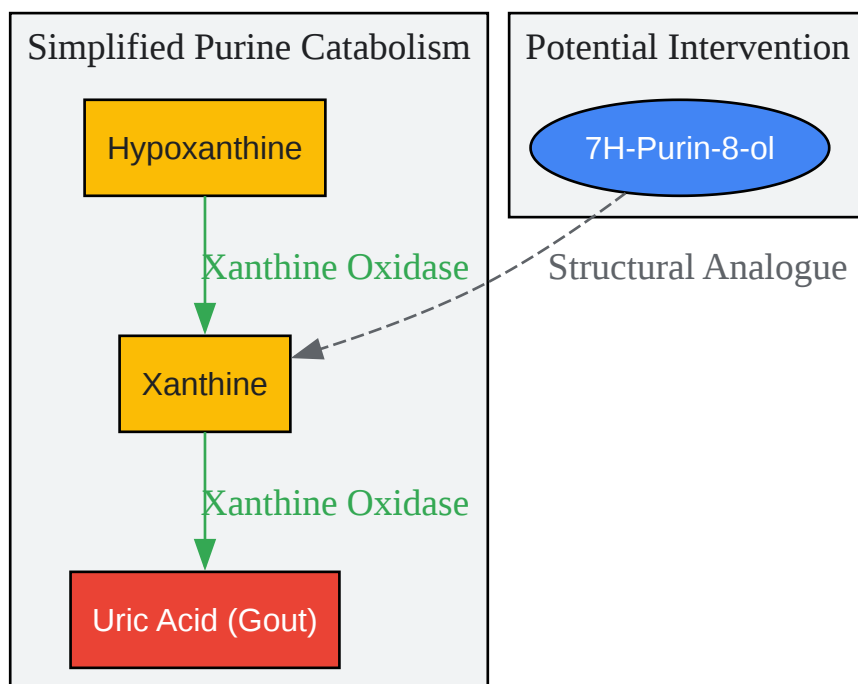 Simplified Purine Catabolism
Potential Intervention
Hypoxanthine
7H-Purin-8-ol
Xanthine Oxidase
Structural Analogue
Xanthine
Xanthine Oxidase
Uric Acid (Gout)